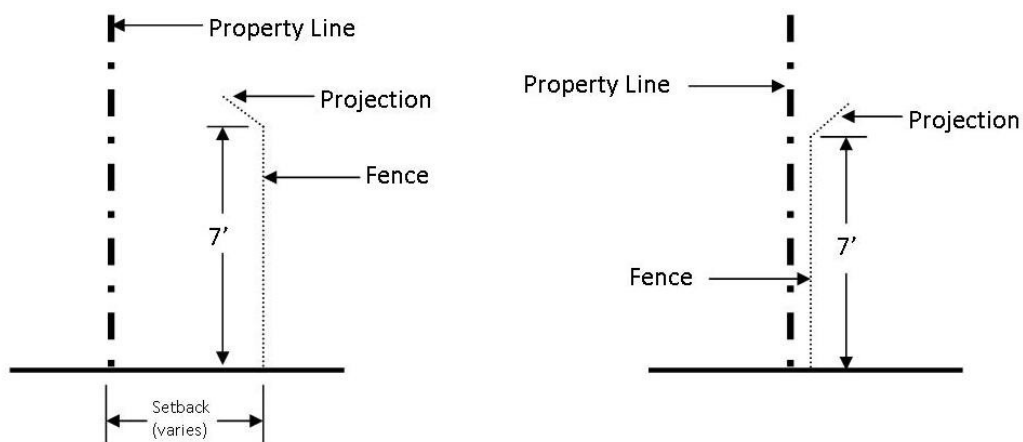 Property Line
Projection
Fence
7’
Setback
(varies)
Property Line
Projection
7’
Fence